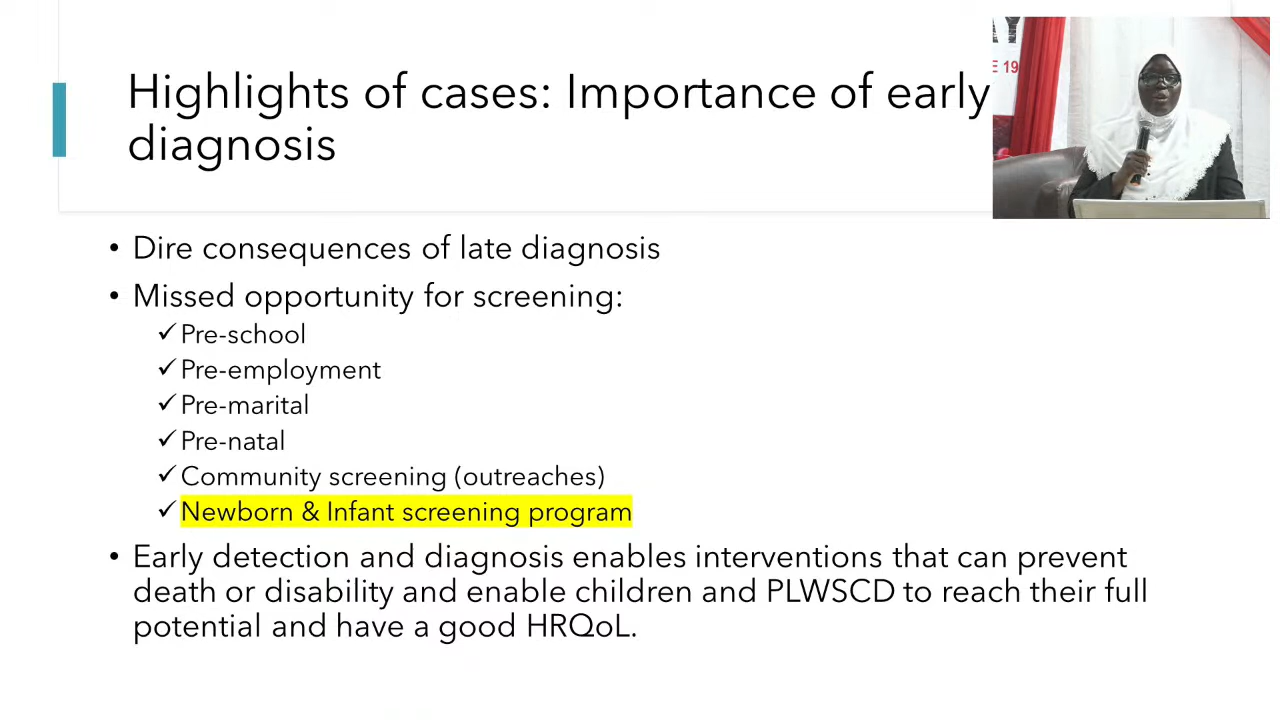 Highlights of cases: Importance of early
diagnosis
E 19
• Dire consequences of late diagnosis
• Missed opportunity for screening:
✓ Pre-school
✓ Pre-employment
✓ Pre-marital
✓ Pre-natal
✓ Community screening (outreaches)
✓ Newborn & Infant screening program
• Early detection and diagnosis enables interventions that can prevent
death or disability and enable children and PLWSCD to reach their full
potential and have a good HRQoL.